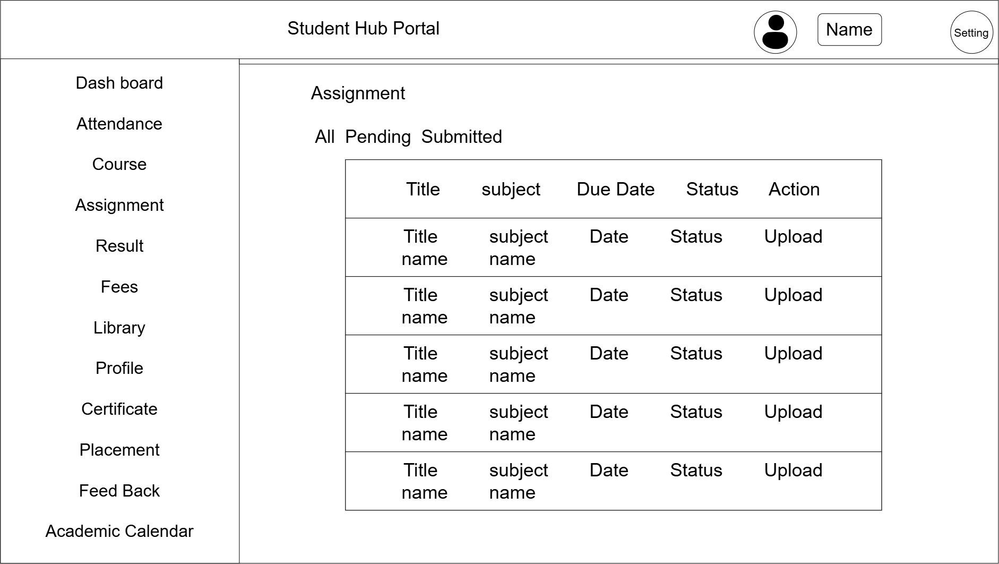 Student Hub Portal
Name
Setting
Dash board
Attendance
Course
Assignment
Result
Fees
Library
Profile
Certificate
Placement
Feed Back
Academic Calendar
Assignment
All Pending Submitted
Title subject Due Date Status Action
Title subject Date Status Upload
name name
Title subject Date Status Upload
name name
Title subject Date Status Upload
name name
Title subject Date Status Upload
name name
Title subject Date Status Upload
name name